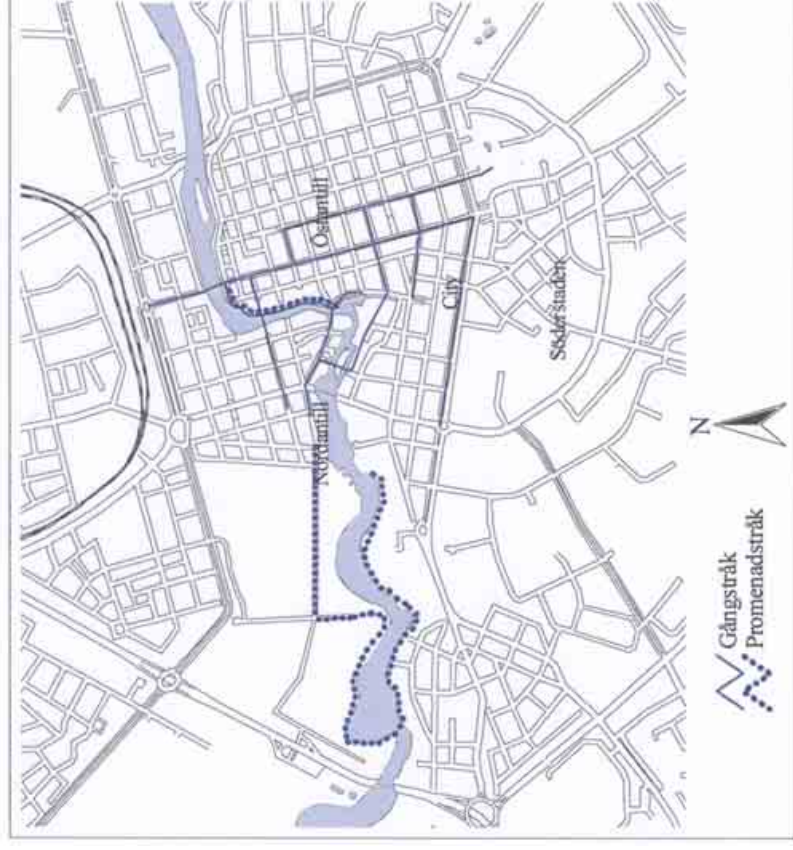 Nordantill
Östantill
City
Söderstaden
N
Gångstråk
Promenadstråk